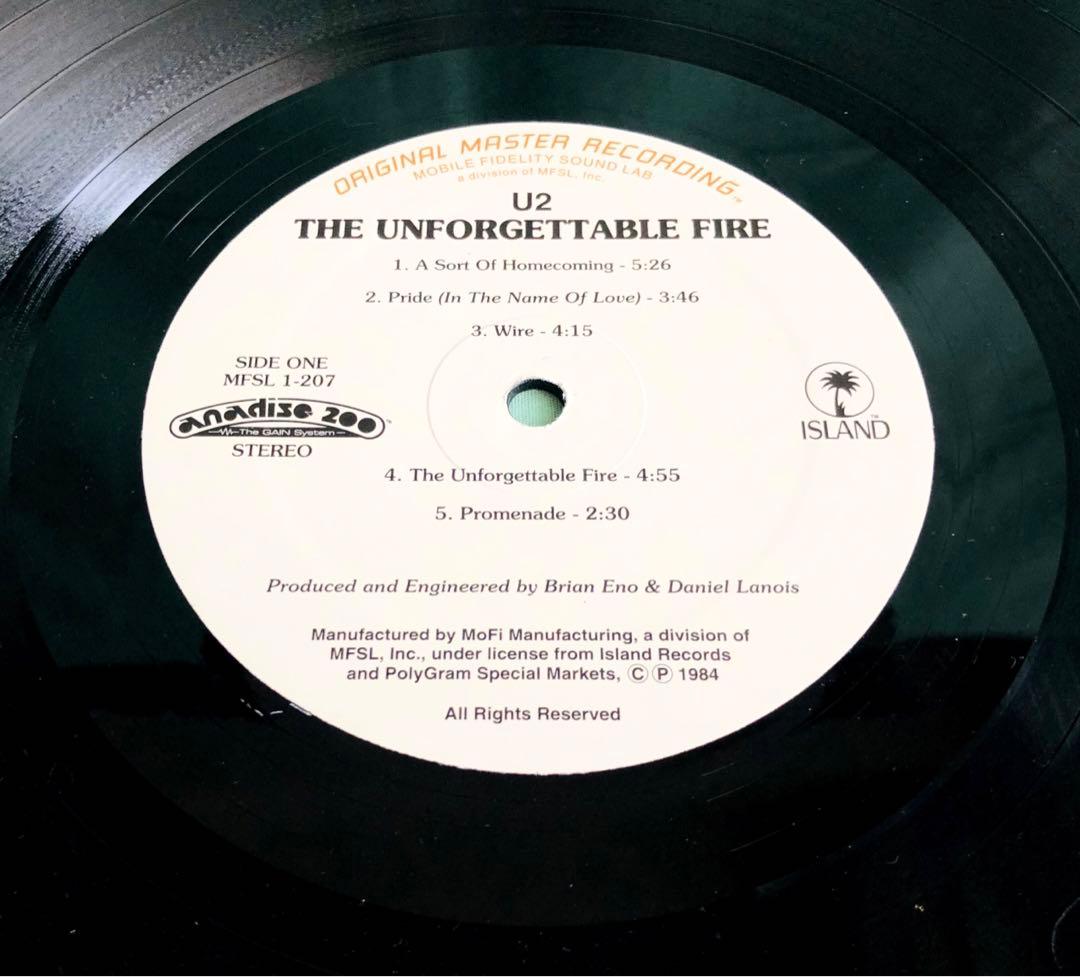 ORIGINAL MASTER RECORDING™
MOBILE FIDELITY SOUND LAB
a division of MFSL, Inc.
U2
THE UNFORGETTABLE FIRE
1. A Sort Of Homecoming - 5:26
2. Pride (In The Name Of Love) - 3:46
3. Wire - 4:15
SIDE ONE
MFSL 1-207
anadisc 200™
The GAIN System
STEREO
ISLAND™
4. The Unforgettable Fire - 4:55
5. Promenade - 2:30
Produced and Engineered by Brian Eno & Daniel Lanois
Manufactured by MoFi Manufacturing, a division of
MFSL, Inc., under license from Island Records
and PolyGram Special Markets, Ⓒ Ⓟ 1984
All Rights Reserved